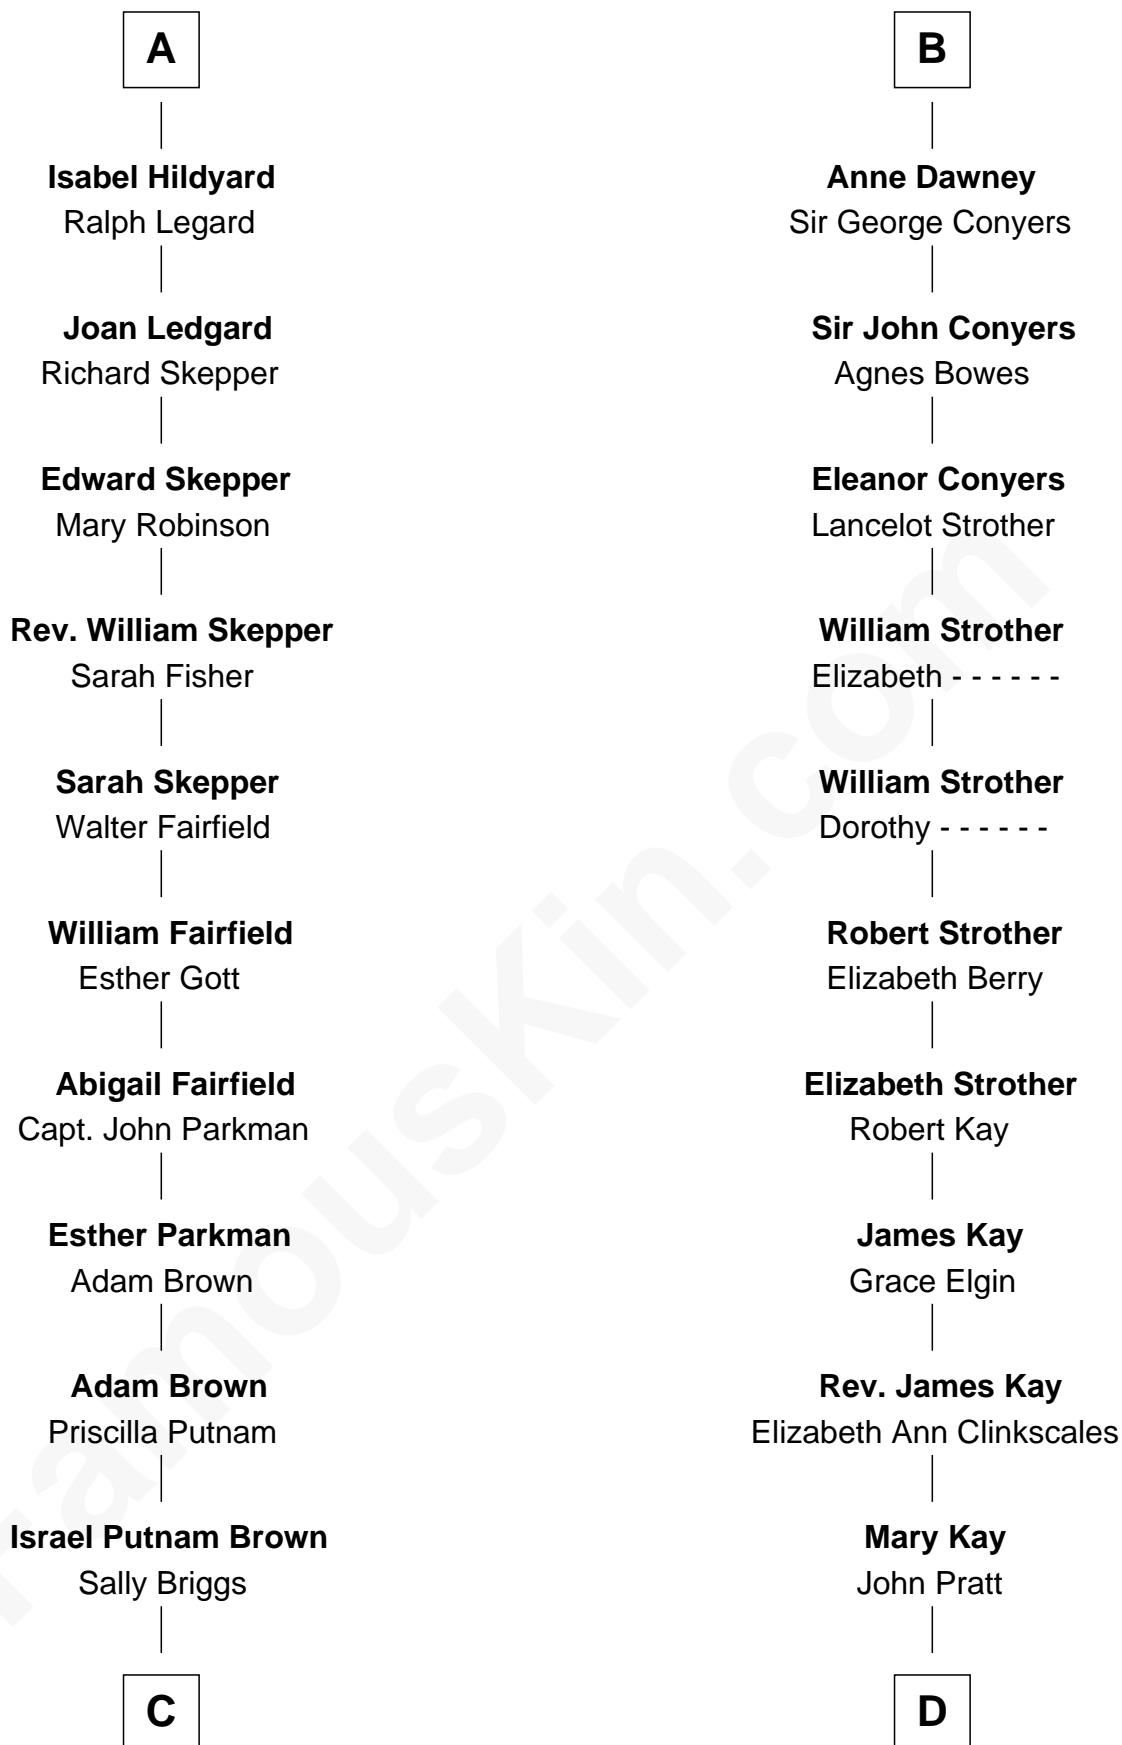 A
Isabel Hildyard
Ralph Legard
Joan Ledgard
Richard Skepper
Edward Skepper
Mary Robinson
Rev. William Skepper
Sarah Fisher
Sarah Skepper
Walter Fairfield
William Fairfield
Esther Gott
Abigail Fairfield
Capt. John Parkman
Esther Parkman
Adam Brown
Adam Brown
Priscilla Putnam
Israel Putnam Brown
Sally Briggs
C
B
Anne Dawney
Sir George Conyers
Sir John Conyers
Agnes Bowes
Eleanor Conyers
Lancelot Strother
William Strother
Elizabeth - - - - - -
William Strother
Dorothy - - - - - -
Robert Strother
Elizabeth Berry
Elizabeth Strother
Robert Kay
James Kay
Grace Elgin
Rev. James Kay
Elizabeth Ann Clinkscales
Mary Kay
John Pratt
D
FamousKin.com